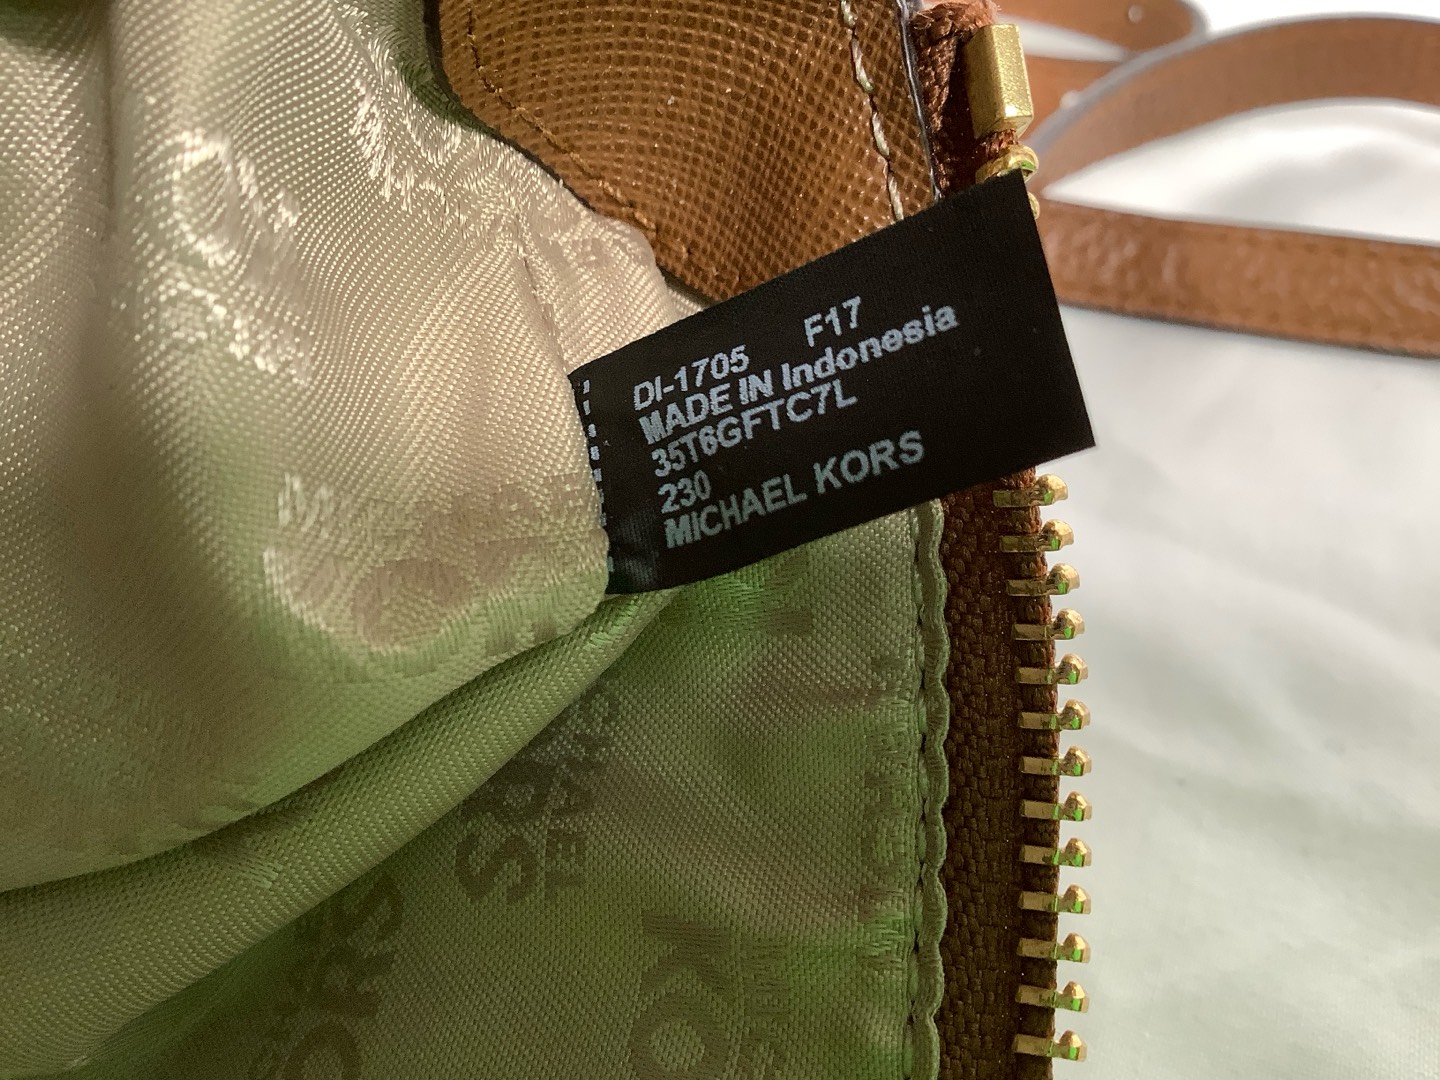 DI-1705 F17
MADE IN Indonesia
35T6GFTC7L
230
MICHAEL KORS